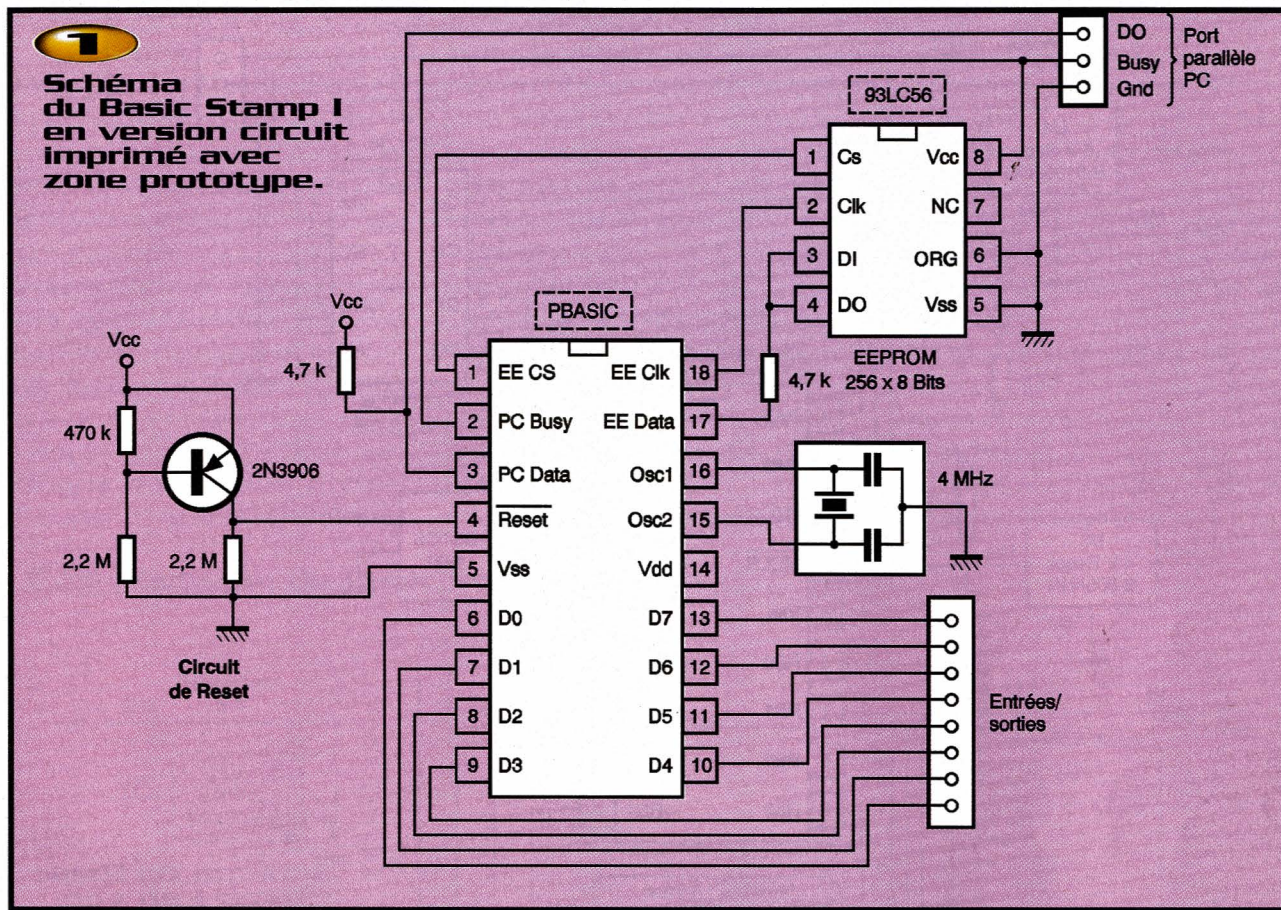 1
Schéma
du Basic Stamp I
en version circuit
imprimé avec
zone prototype.
DO
Busy
Gnd
Port
parallèle
PC
93LC56
1 Cs Vcc 8
2 Clk NC 7
3 DI ORG 6
4 DO Vss 5
EEPROM
256 x 8 Bits
4,7 k
PBASIC
1 EE CS EE Clk 18
2 PC Busy EE Data 17
3 PC Data Osc1 16
4 Reset Osc2 15
5 Vss Vdd 14
6 D0 D7 13
7 D1 D6 12
8 D2 D5 11
9 D3 D4 10
Vcc
4,7 k
Vcc
470 k
2N3906
2,2 M
2,2 M
Circuit
de Reset
4 MHz
Entrées/
sorties